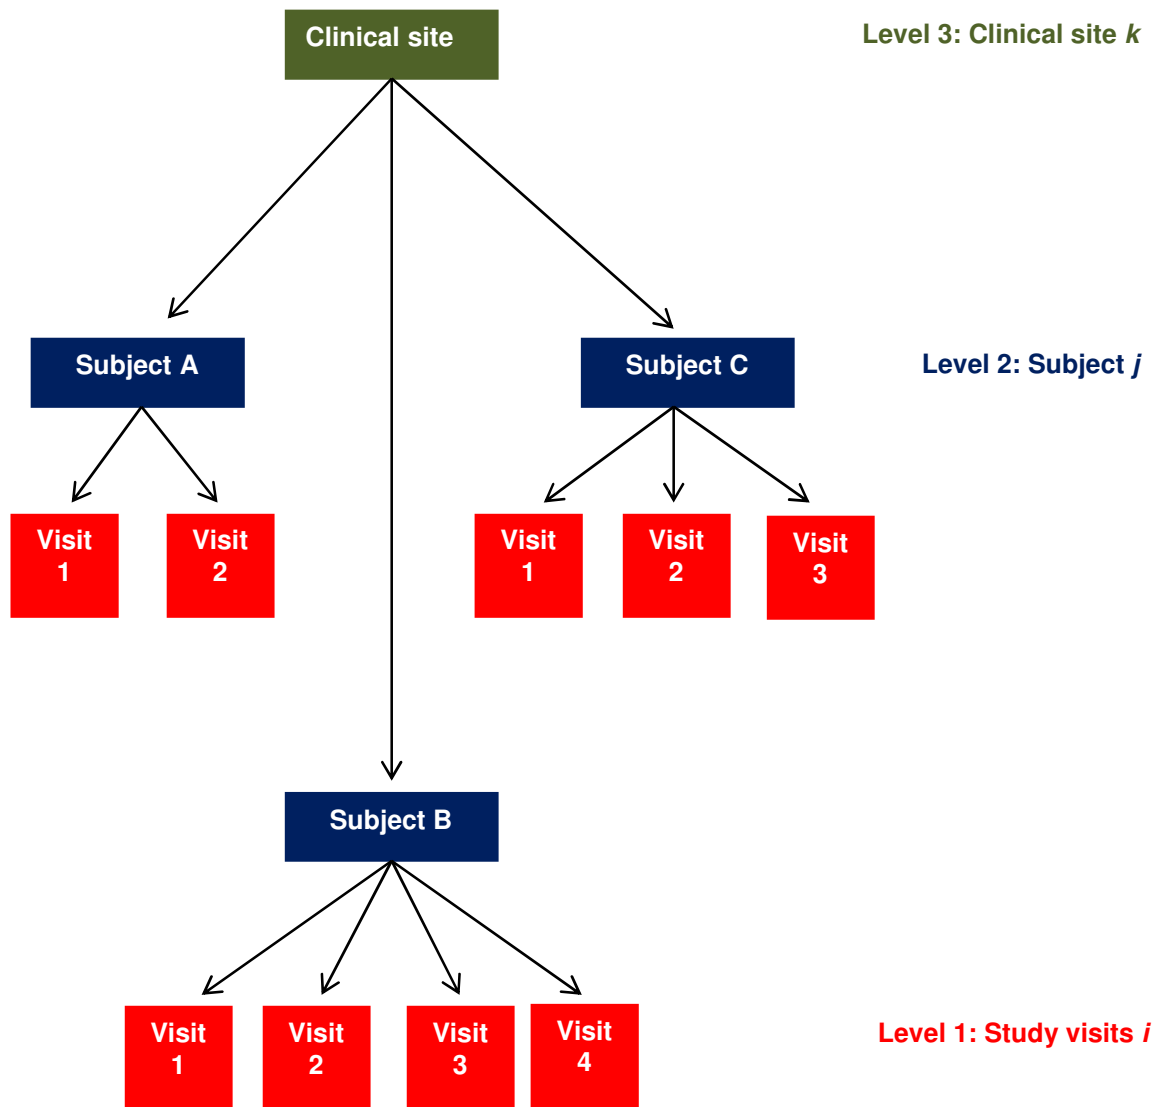 Clinical site
Level 3: Clinical site k
Subject A
Subject C
Level 2: Subject j
Visit
1
Visit
2
Visit
1
Visit
2
Visit
3
Subject B
Visit
1
Visit
2
Visit
3
Visit
4
Level 1: Study visits i